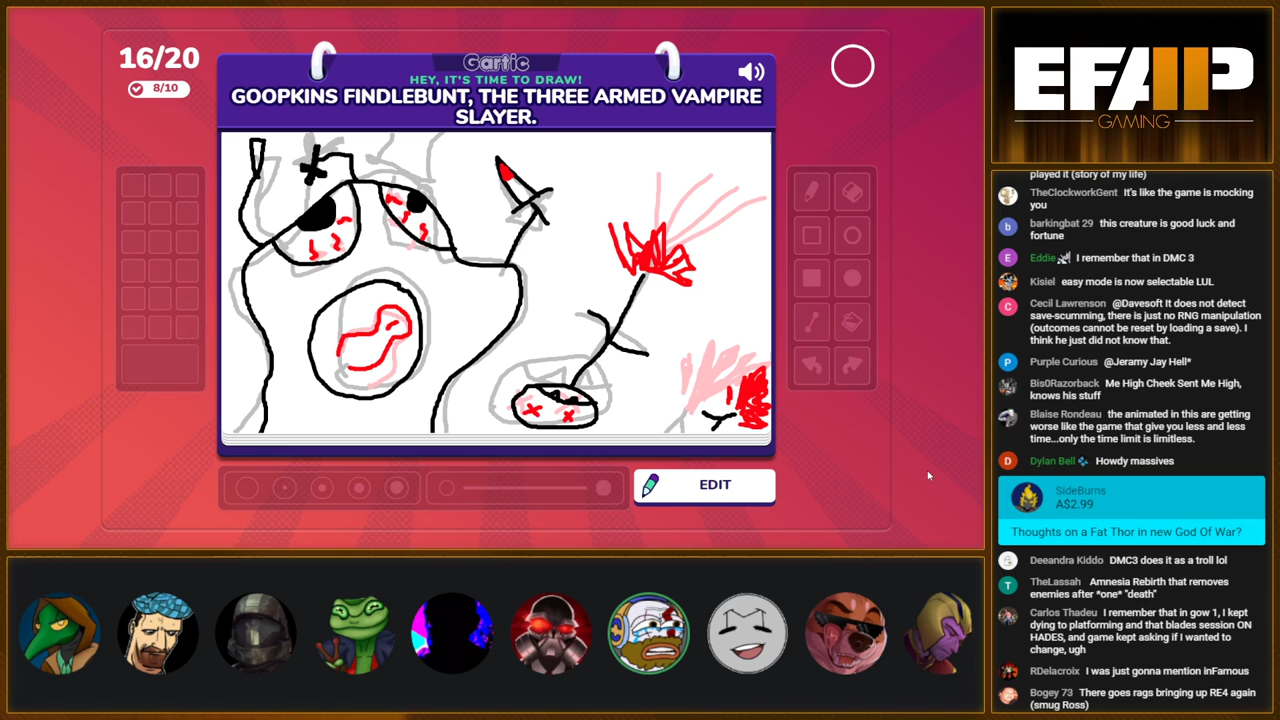 16/20
8/10
Gartic
HEY, IT'S TIME TO DRAW!
GOOPKINS FINDLEBUNT, THE THREE ARMED VAMPIRE
SLAYER.
EDIT
EFAP
GAMING
played it (story of my life)
TheClockworkGent It's like the game is mocking
you
barkingbat 29 this creature is good luck and
fortune
Eddie I remember that in DMC 3
Kisiel easy mode is now selectable LUL
Cecil Lawrenson @Davesoft It does not detect
save-scumming, there is just no RNG manipulation
(outcomes cannot be reset by loading a save). I
think he just did not know that.
Purple Curious @Jeramy Jay Hell*
Bis0Razorback Me High Cheek Sent Me High,
knows his stuff
Blaise Rondeau the animated in this are getting
worse like the game that give you less and less
time...only the time limit is limitless.
Dylan Bell Howdy massives
SideBurns
A$2.99
Thoughts on a Fat Thor in new God Of War?
Deeandra Kiddo DMC3 does it as a troll lol
TheLassah Amnesia Rebirth that removes
enemies after *one* "death"
Carlos Thadeu I remember that in gow 1, I kept
dying to platforming and that blades session ON
HADES, and game kept asking if I wanted to
change, ugh
RDelacroix I was just gonna mention inFamous
Bogey 73 There goes rags bringing up RE4 again
(smug Ross)